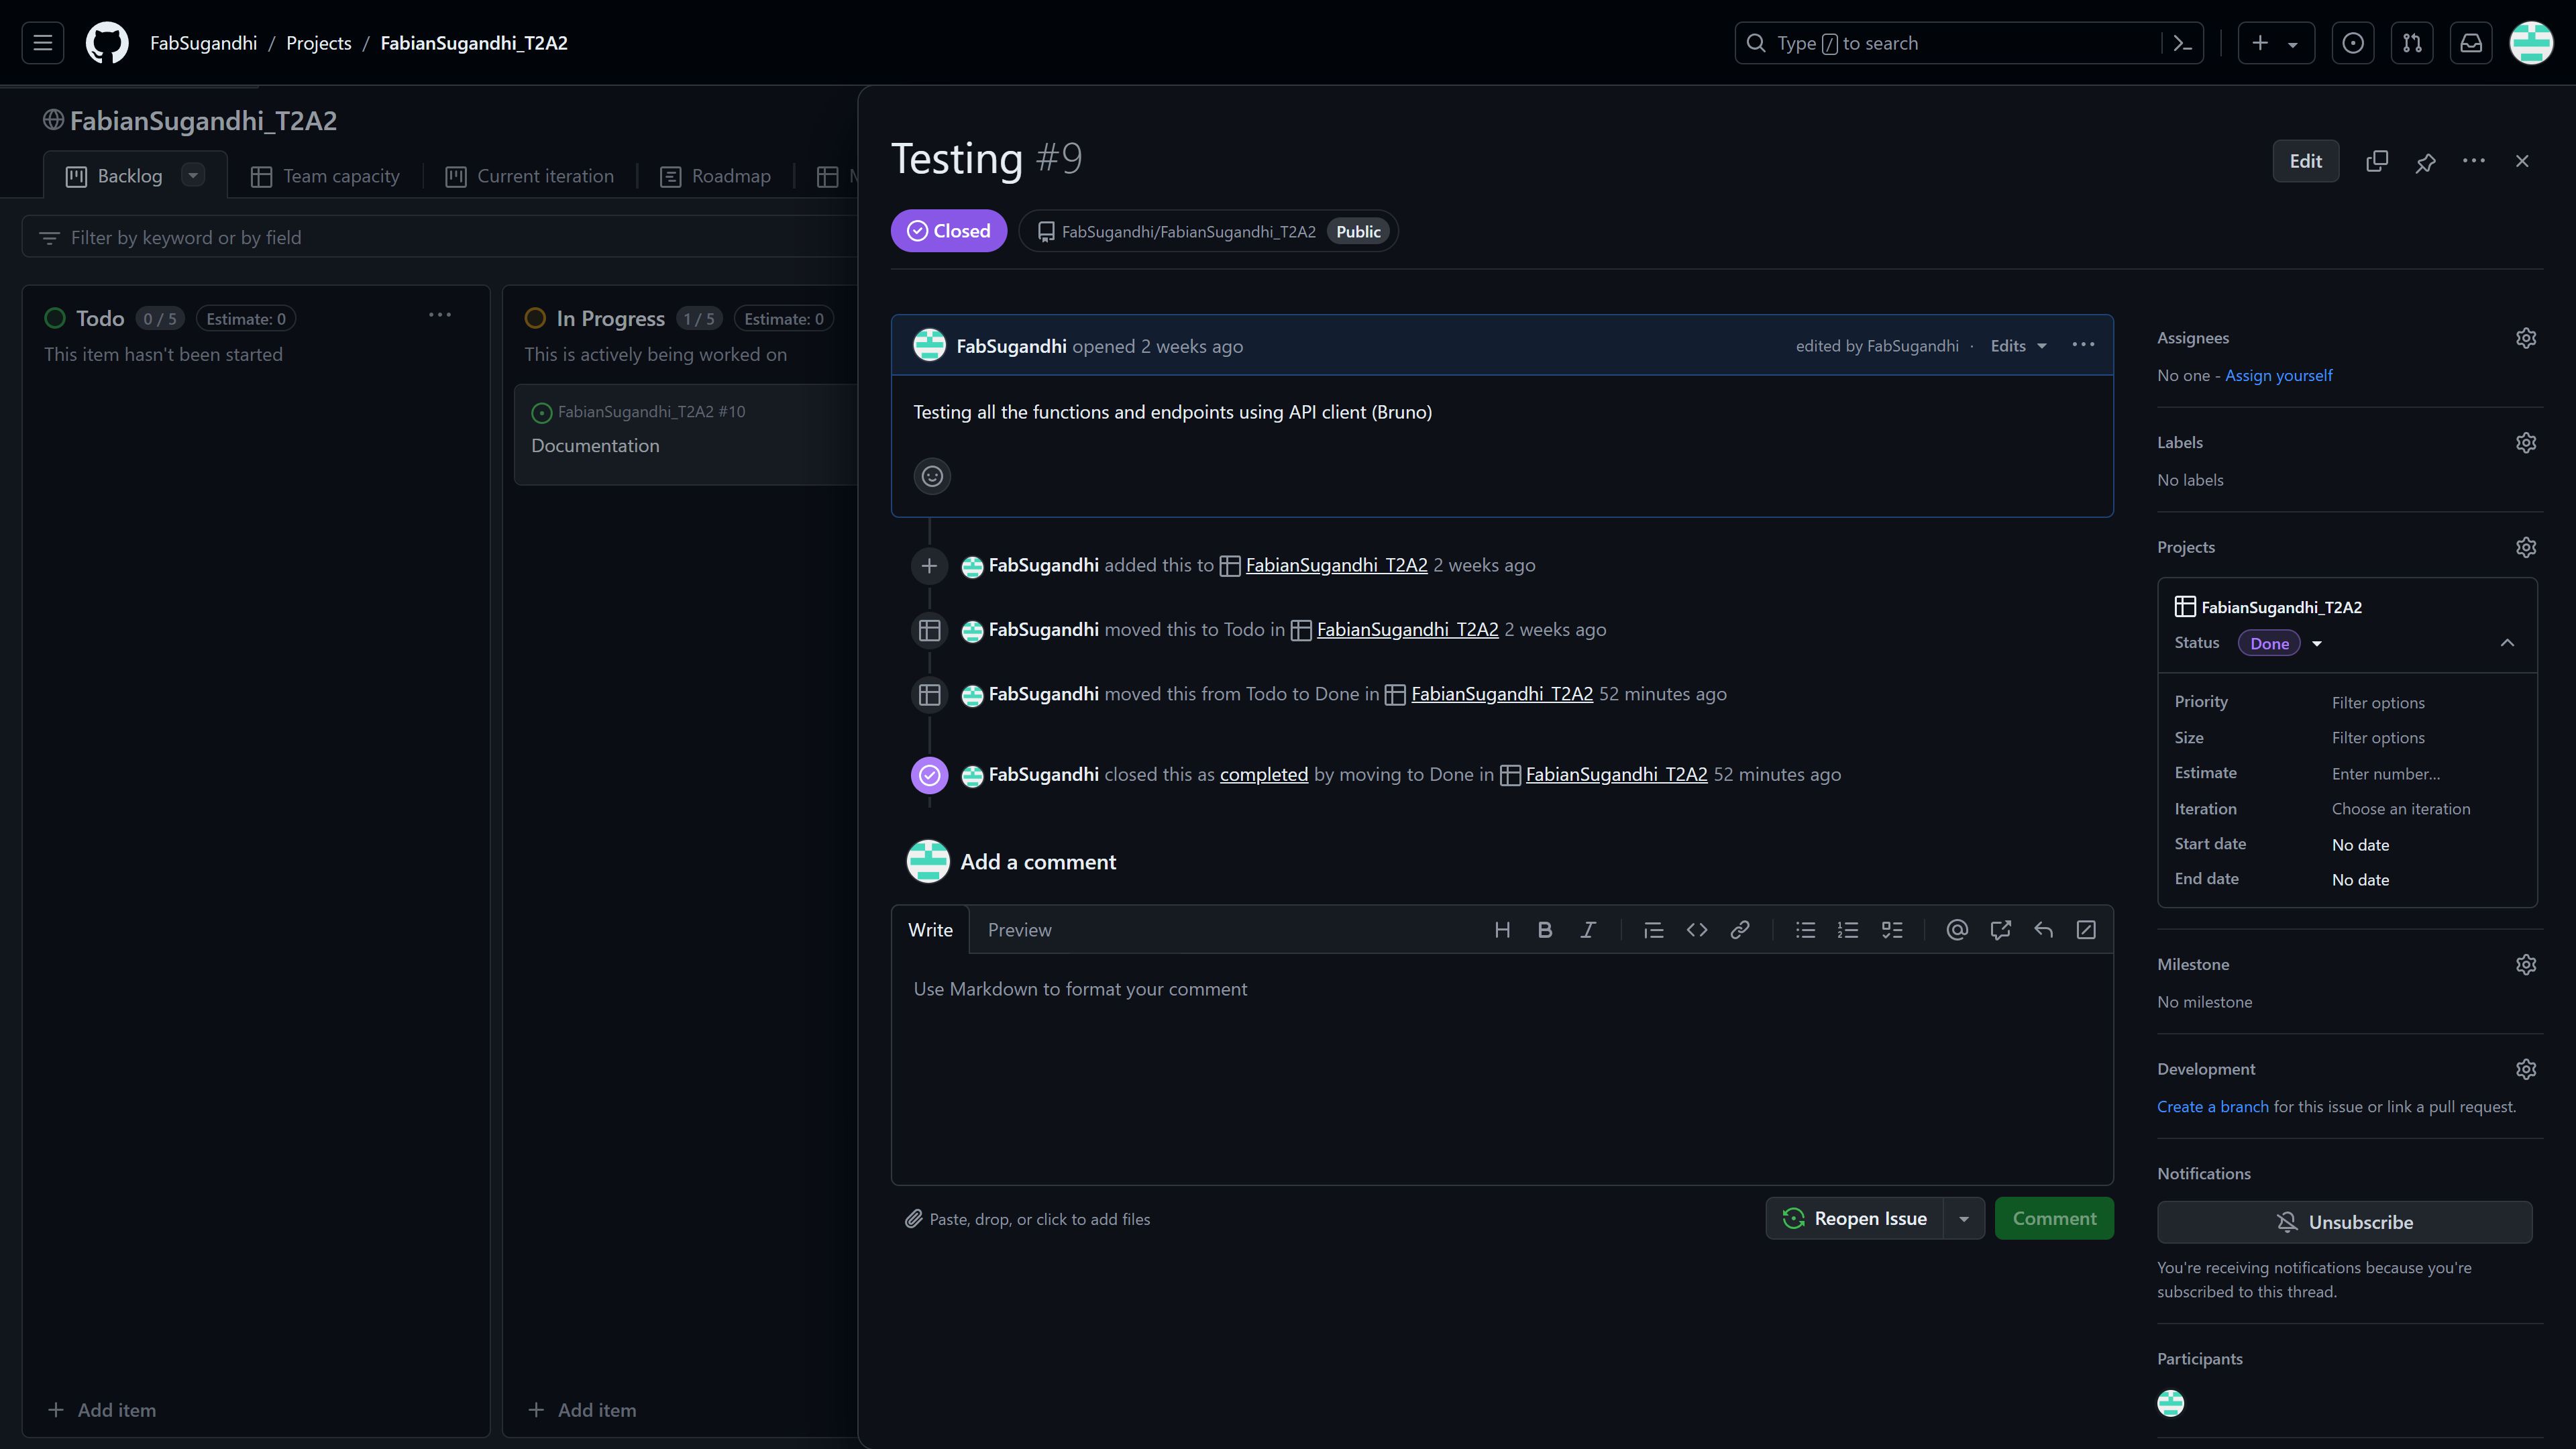 FabSugandhi / Projects / FabianSugandhi_T2A2
Type / to search
FabianSugandhi_T2A2
Backlog
Team capacity
Current iteration
Roadmap
Filter by keyword or by field
Todo 0 / 5 Estimate: 0
This item hasn't been started
Add item
In Progress 1 / 5 Estimate: 0
This is actively being worked on
FabianSugandhi_T2A2 #10
Documentation
Add item
Testing #9
Edit
Closed
FabSugandhi/FabianSugandhi_T2A2 Public
FabSugandhi opened 2 weeks ago
edited by FabSugandhi · Edits
Testing all the functions and endpoints using API client (Bruno)
FabSugandhi added this to FabianSugandhi_T2A2 2 weeks ago
FabSugandhi moved this to Todo in FabianSugandhi_T2A2 2 weeks ago
FabSugandhi moved this from Todo to Done in FabianSugandhi_T2A2 52 minutes ago
FabSugandhi closed this as completed by moving to Done in FabianSugandhi_T2A2 52 minutes ago
Add a comment
Write
Preview
Use Markdown to format your comment
Paste, drop, or click to add files
Reopen Issue
Comment
Assignees
No one - Assign yourself
Labels
No labels
Projects
FabianSugandhi_T2A2
Status Done
Priority Filter options
Size Filter options
Estimate Enter number...
Iteration Choose an iteration
Start date No date
End date No date
Milestone
No milestone
Development
Create a branch for this issue or link a pull request.
Notifications
Unsubscribe
You're receiving notifications because you're
subscribed to this thread.
Participants